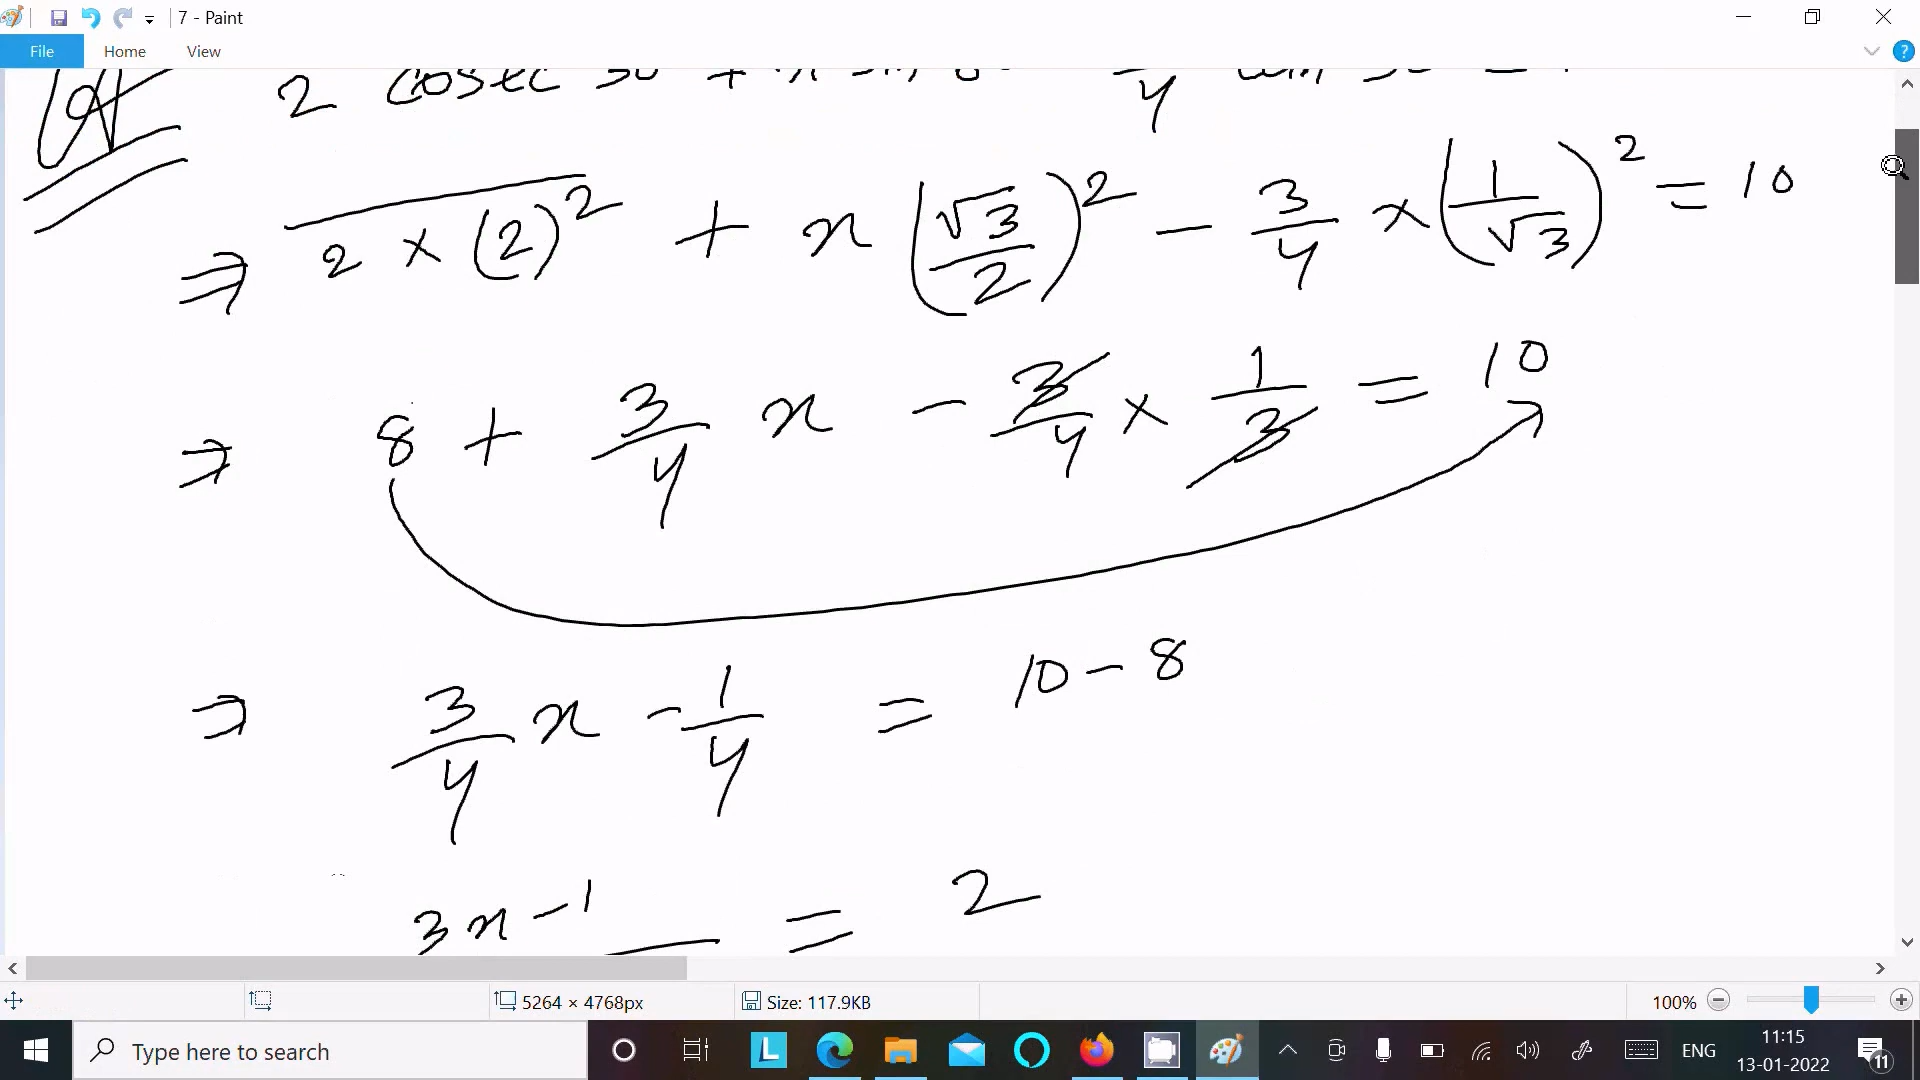 7 - Paint
File Home View
2 cosec 30
⇒ 2 × (2)² + x (√3/2)² - 3/4 × (1/√3)² = 10
⇒ 8 + 3/4 x - 3/4 × 1/3 = 10
⇒ 3/4 x - 1/4 = 10 - 8
3x - 1 = 2
5264 × 4768px Size: 117.9KB 100%
Type here to search
L
ENG
11:15
13-01-2022
11